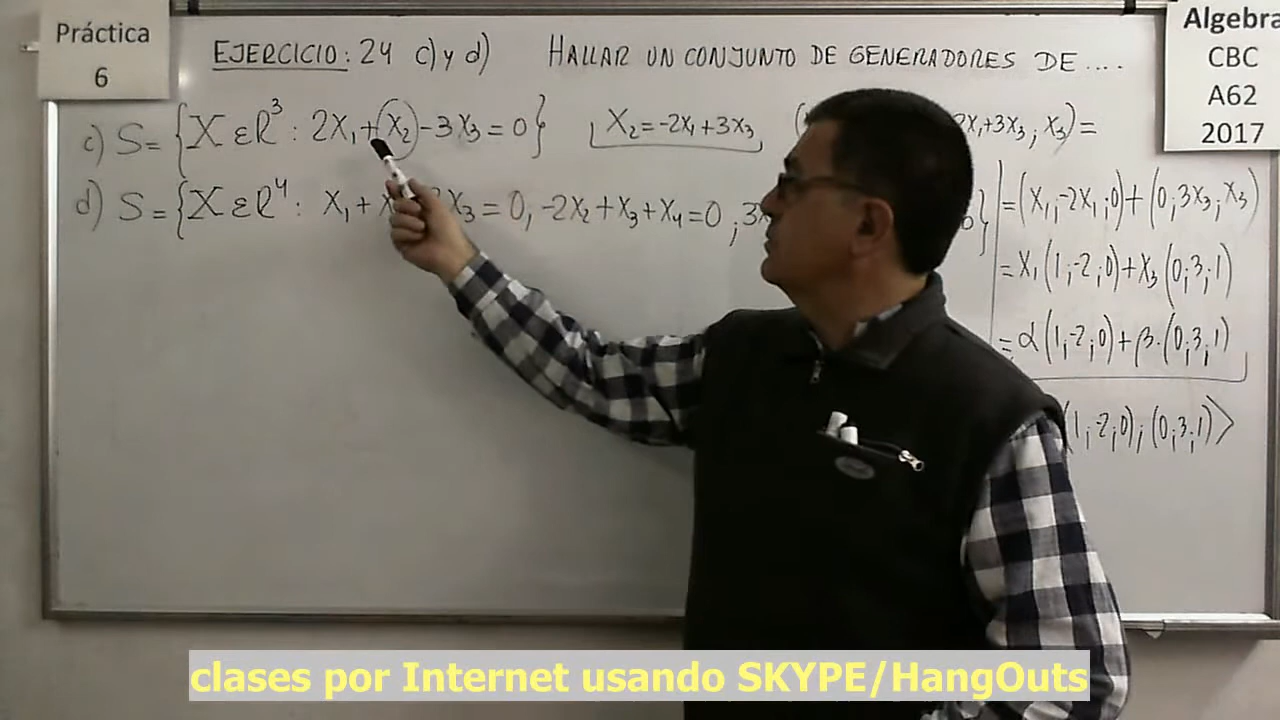 Práctica
6
EJERCICIO: 24 c) y d) HALLAR UN CONJUNTO DE GENERADORES DE ....
Algebra
CBC
A62
2017
c) S = {X ε R³ : 2X₁ + X₂ - 3X₃ = 0} X₂ = -2X₁ + 3X₃ X₁ + 3X₃ ; X₃) =
d) S = {X ε R⁴ : X₁ + X₃ = 0, -2X₂ + X₃ + X₄ = 0 ; 3X }
= (X₁, -2X₁; 0) + (0, 3X₃; X₃)
= X₁ (1; -2; 0) + X₃ (0; 3; 1)
= α (1, -2; 0) + β · (0; 3; 1)
(1; -2; 0); (0; 3; 1)>
clases por Internet usando SKYPE/HangOuts